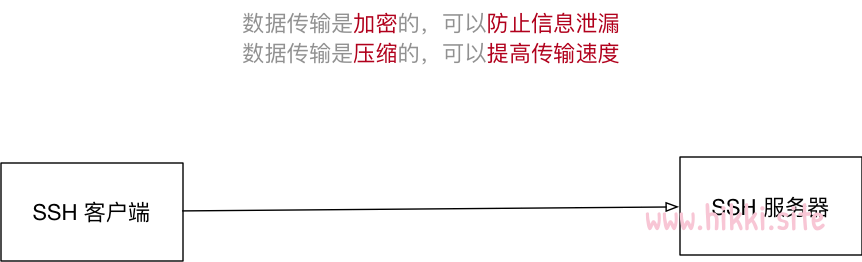 数据传输是加密的，可以防止信息泄漏
数据传输是压缩的，可以提高传输速度
SSH 客户端
SSH 服务器
www.hikki.site